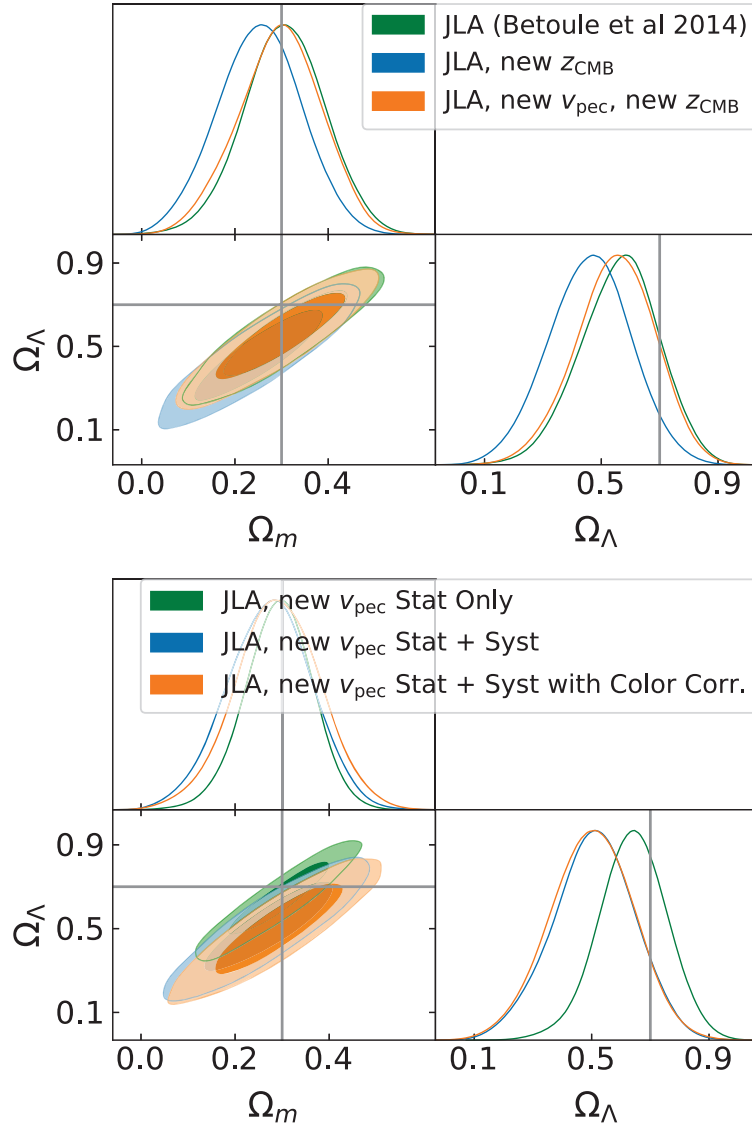 JLA (Betoule et al 2014)
JLA, new z_CMB
JLA, new v_pec, new z_CMB
0.9
0.5
0.1
Ω_Λ
0.0 0.2 0.4
Ω_m
0.1 0.5 0.9
Ω_Λ
JLA, new v_pec Stat Only
JLA, new v_pec Stat + Syst
JLA, new v_pec Stat + Syst with Color Corr.
0.9
0.5
0.1
Ω_Λ
0.0 0.2 0.4
Ω_m
0.1 0.5 0.9
Ω_Λ